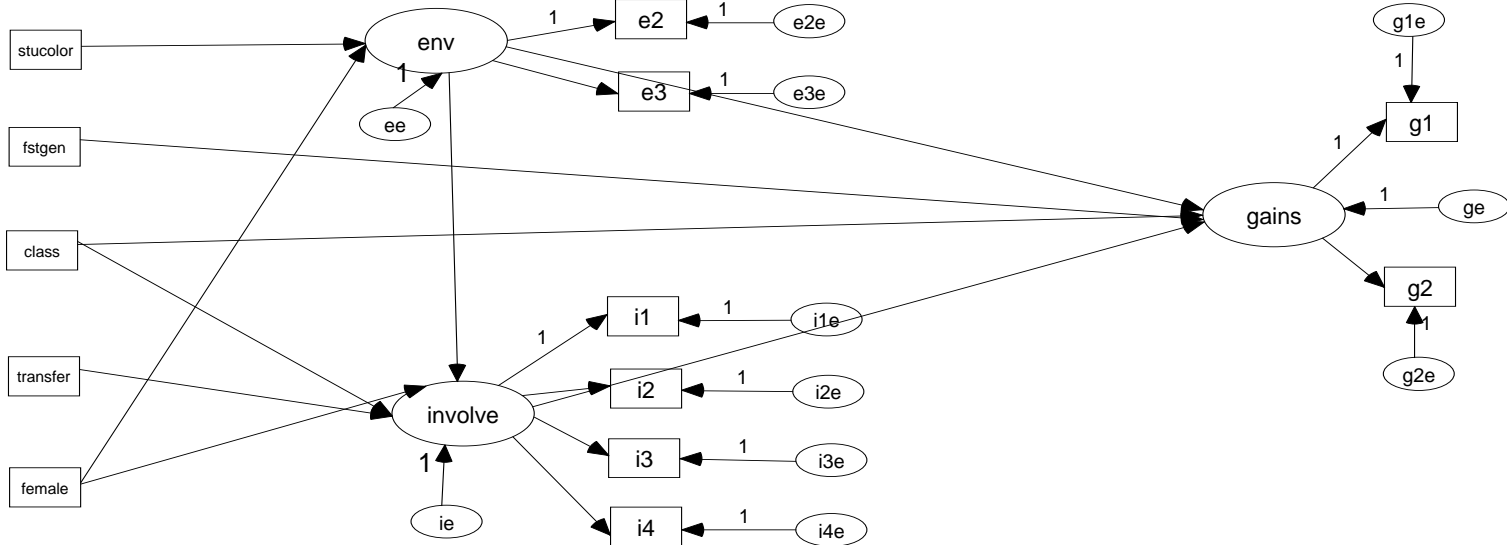 stucolor
fstgen
class
transfer
female
env
1
ee
1
e2
1
e2e
e3
1
e3e
involve
1
ie
1
i1
1
i1e
i2
1
i2e
i3
1
i3e
i4
1
i4e
gains
1
ge
1
g1
1
g1e
g2
1
g2e